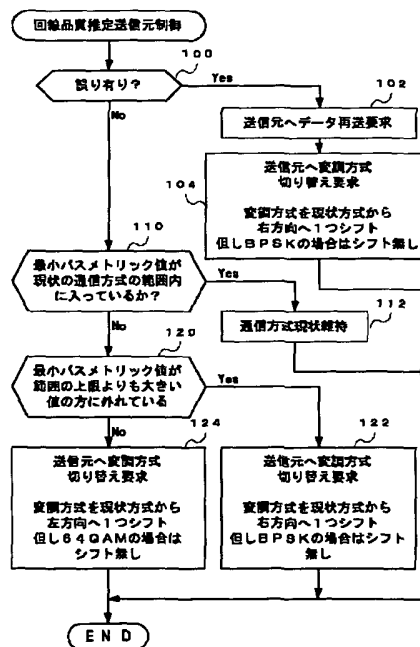 回線品質推定送信元制御
100
誤り有り?
Yes
No
102
送信元へデータ再送要求
104
送信元へ変調方式
切り替え要求
変調方式を現状方式から
右方向へ1つシフト
但しBPSKの場合はシフト無し
110
最小パスメトリック値が
現状の通信方式の範囲内
に入っているか?
Yes
No
112
通信方式現状維持
120
最小パスメトリック値が
範囲の上限よりも大きい
値の方に外れている
Yes
No
124
送信元へ変調方式
切り替え要求
変調方式を現状方式から
左方向へ1つシフト
但し64QAMの場合は
シフト無し
122
送信元へ変調方式
切り替え要求
変調方式を現状方式から
右方向へ1つシフト
但しBPSKの場合はシフト
無し
END